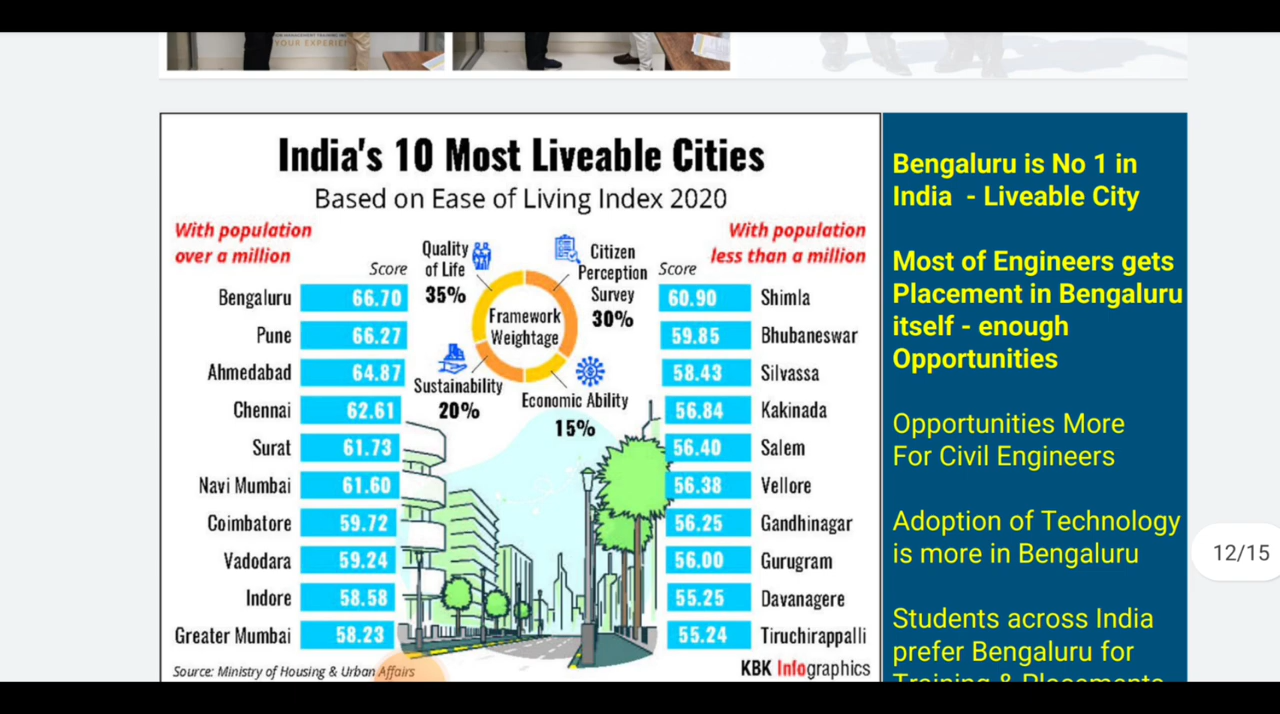 YOUR EXPERIE
India's 10 Most Liveable Cities
Based on Ease of Living Index 2020
With population
over a million
Score
Bengaluru 66.70
Pune 66.27
Ahmedabad 64.87
Chennai 62.61
Surat 61.73
Navi Mumbai 61.60
Coimbatore 59.72
Vadodara 59.24
Indore 58.58
Greater Mumbai 58.23
Quality
of Life
35%
Citizen
Perception
Survey
30%
Framework
Weightage
Sustainability
20%
Economic Ability
15%
With population
less than a million
Score
60.90 Shimla
59.85 Bhubaneswar
58.43 Silvassa
56.84 Kakinada
56.40 Salem
56.38 Vellore
56.25 Gandhinagar
56.00 Gurugram
55.25 Davanagere
55.24 Tiruchirappalli
Source: Ministry of Housing & Urban Affairs
KBK Infographics
Bengaluru is No 1 in
India - Liveable City
Most of Engineers gets
Placement in Bengaluru
itself - enough
Opportunities
Opportunities More
For Civil Engineers
Adoption of Technology
is more in Bengaluru
Students across India
prefer Bengaluru for
Training & Placements
12/15